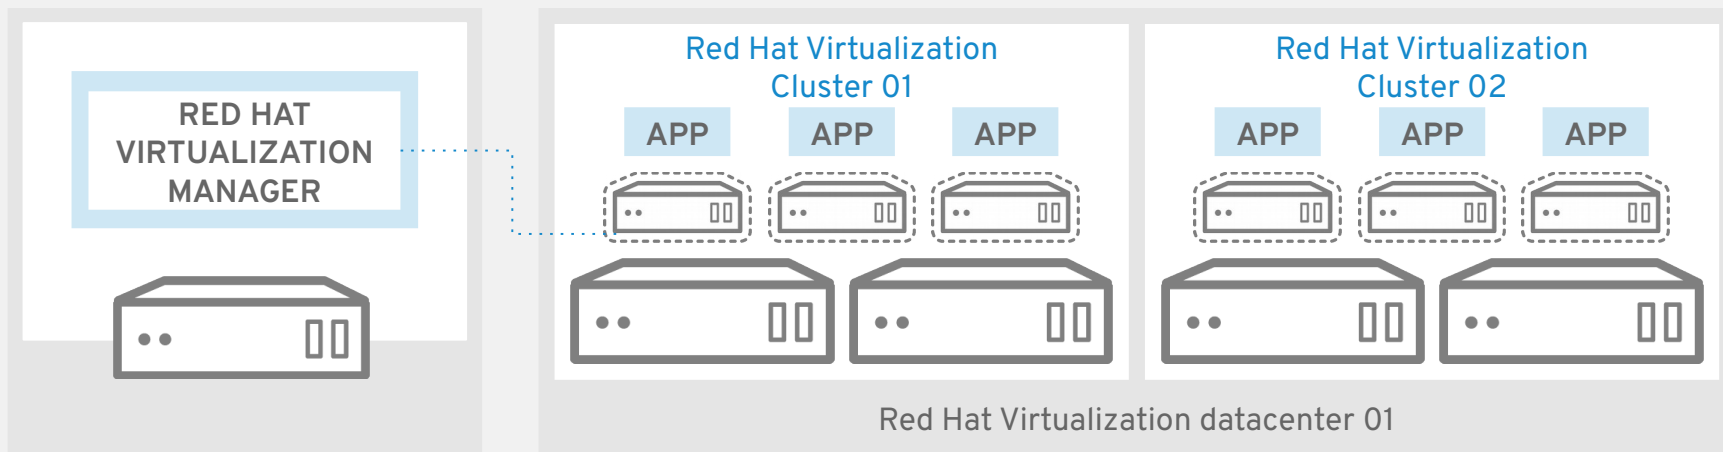 RED HAT
VIRTUALIZATION
MANAGER
Red Hat Virtualization
Cluster 01
APP APP APP
Red Hat Virtualization
Cluster 02
APP APP APP
Red Hat Virtualization datacenter 01